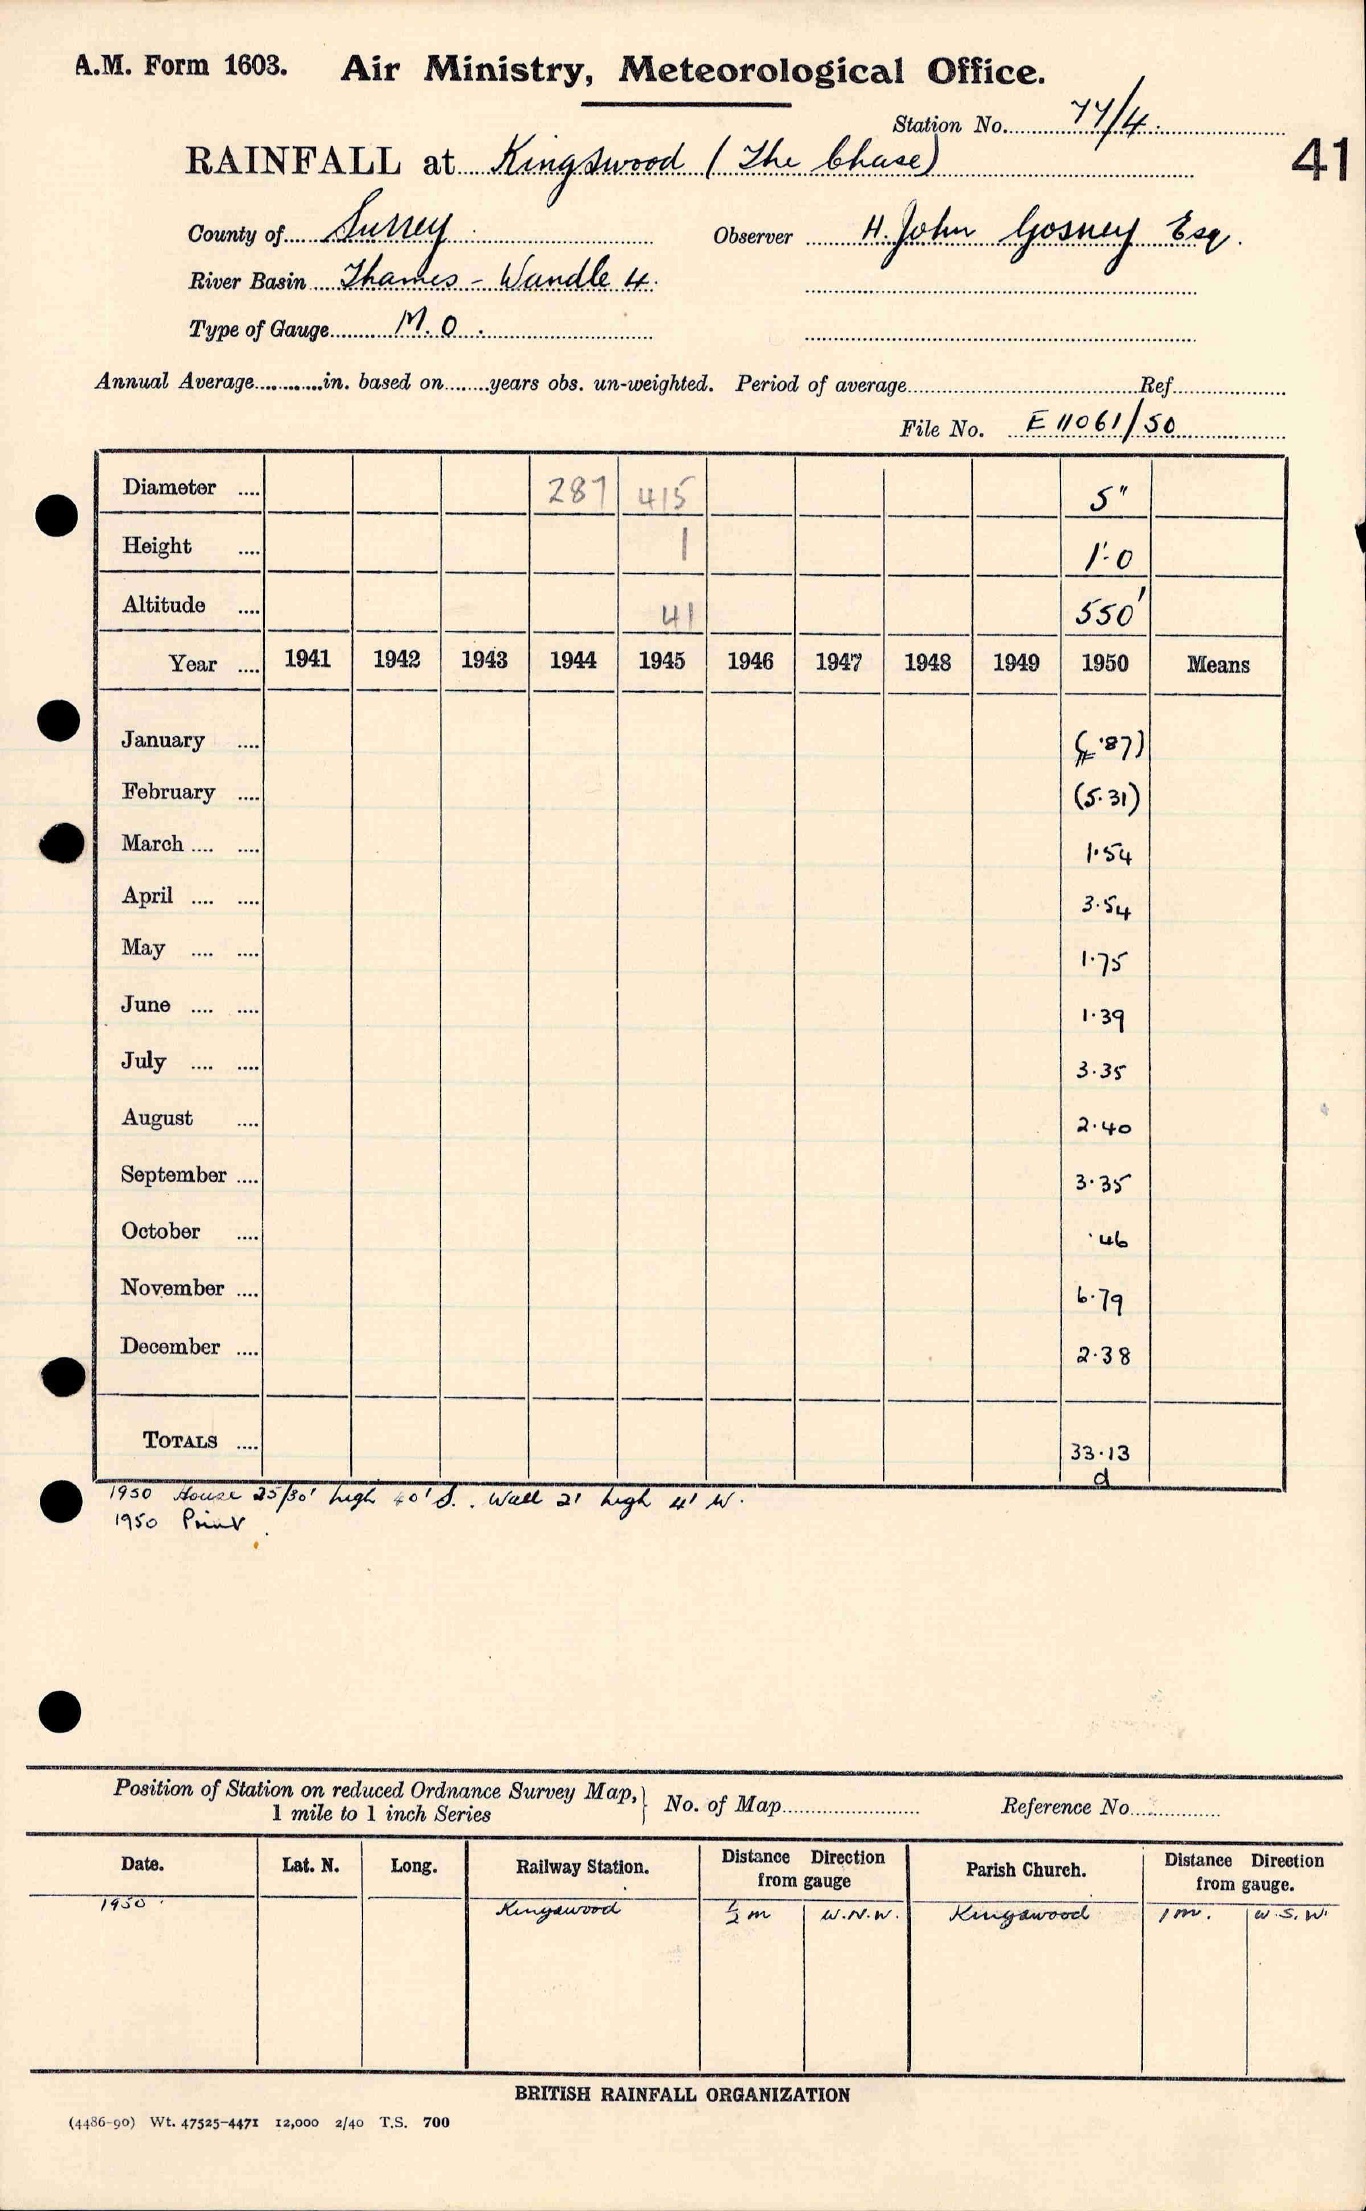 A.M. Form 1603. Air Ministry, Meteorological Office.
Station No. 77/4.
41
RAINFALL at Kingswood (The Chase)
County of Surrey Observer H. John Gosney Esq.
River Basin Thames - Wandle 4.
Type of Gauge M.O.
Annual Average............in. based on........years obs. un-weighted. Period of average........Ref........
File No. E11061/50
Diameter .... 287 415 5"
Height .... 1 1'·0
Altitude .... 41 550'
Year .... 1941 1942 1943 1944 1945 1946 1947 1948 1949 1950 Means
January .... ( ·87)
February .... (5·31)
March .... .... 1·54
April .... .... 3·54
May .... .... 1·75
June .... .... 1·39
July .... .... 3·35
August .... 2·40
September .... 3·35
October .... ·46
November .... 6·79
December .... 2·38
TOTALS .... 33·13
d
1950 House 25/30' high 40' S. Wall 2' high 4' W.
1950 Print
Position of Station on reduced Ordnance Survey Map, 1 mile to 1 inch Series } No. of Map........ Reference No........
Date. Lat. N. Long. Railway Station. Distance Direction from gauge Parish Church. Distance Direction from gauge.
1950 Kingswood ½ m W.N.W. Kingswood 1 m. W.S.W.
BRITISH RAINFALL ORGANIZATION
(4486-90) Wt. 47525-4471 12,000 2/40 T.S. 700